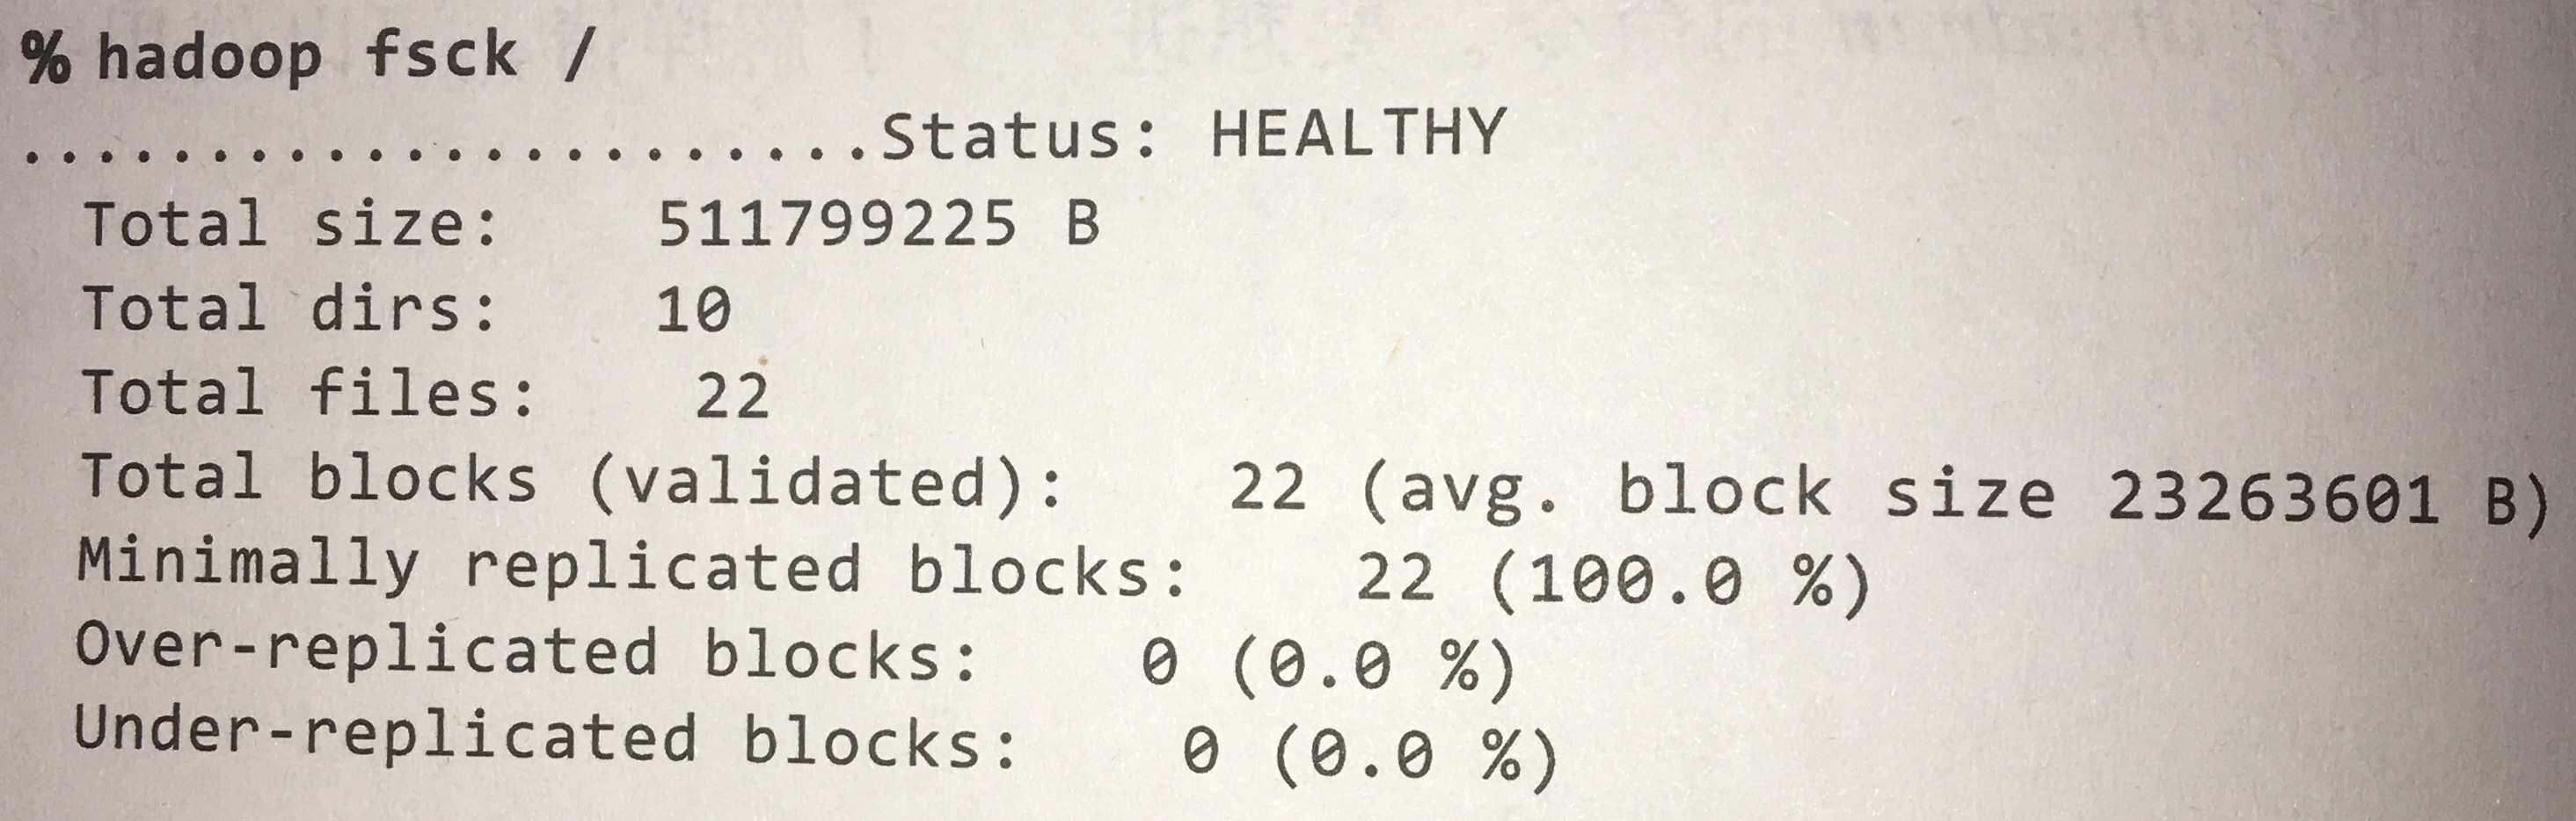 % hadoop fsck /
......................Status: HEALTHY
Total size: 511799225 B
Total dirs: 10
Total files: 22
Total blocks (validated): 22 (avg. block size 23263601 B)
Minimally replicated blocks: 22 (100.0 %)
Over-replicated blocks: 0 (0.0 %)
Under-replicated blocks: 0 (0.0 %)